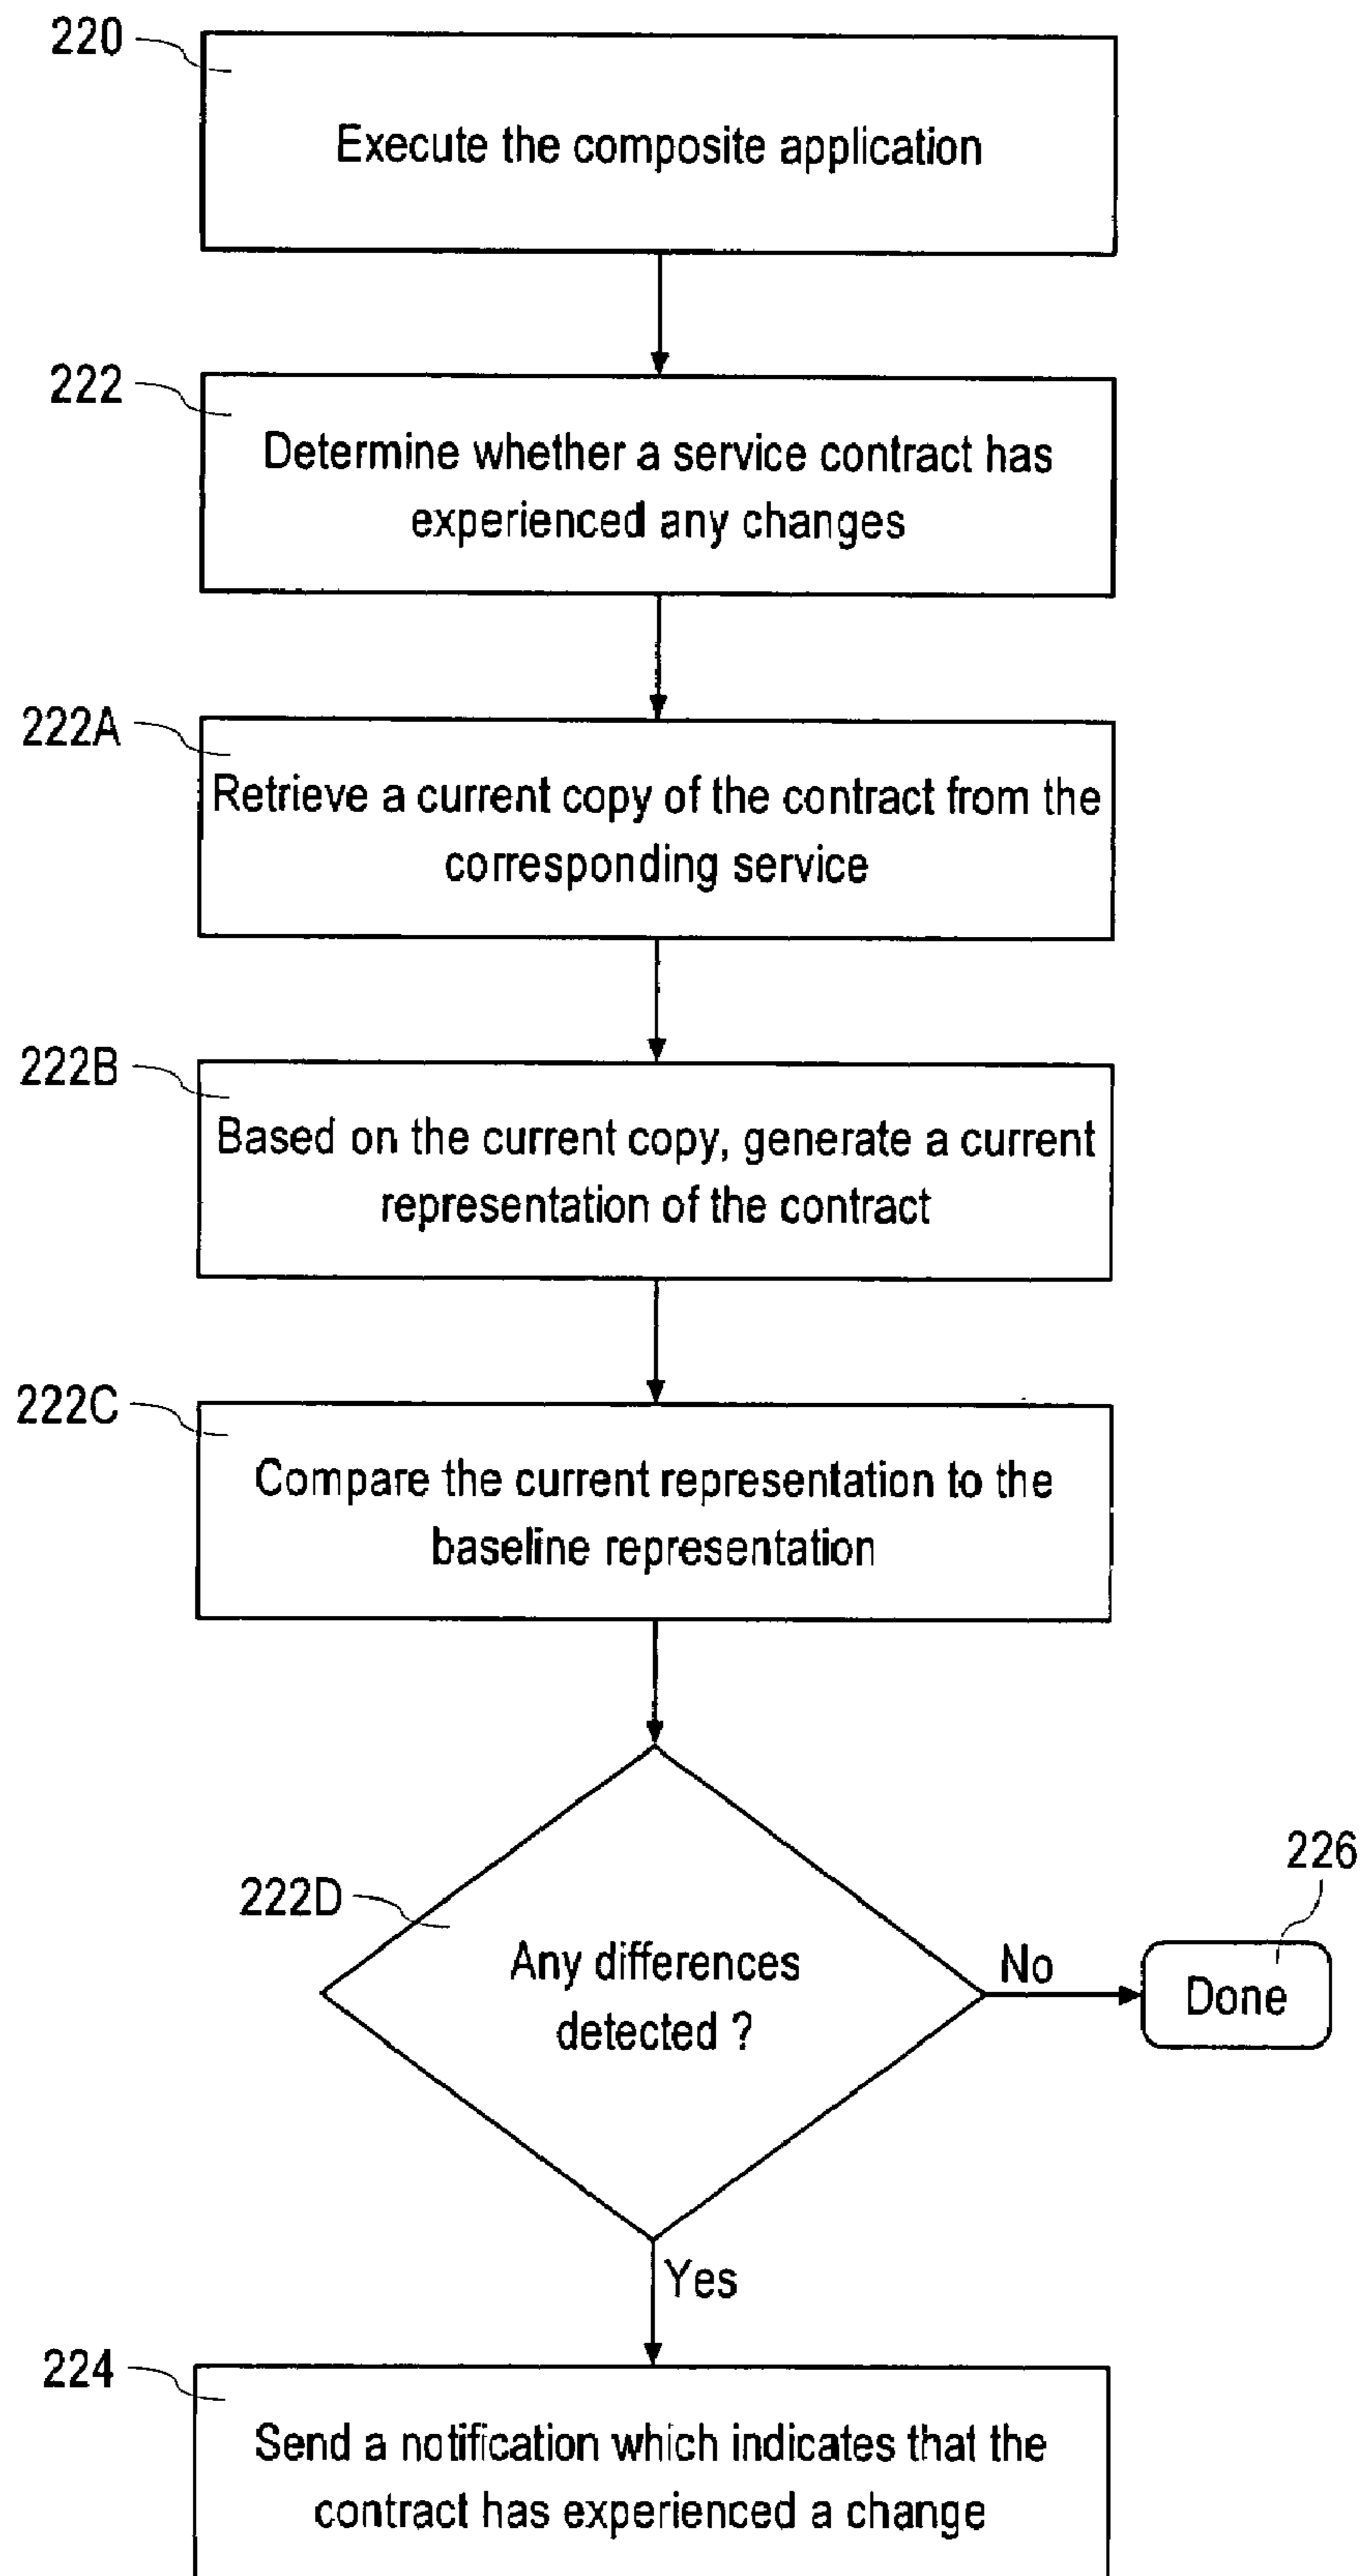 220
Execute the composite application
222
Determine whether a service contract has
experienced any changes
222A
Retrieve a current copy of the contract from the
corresponding service
222B
Based on the current copy, generate a current
representation of the contract
222C
Compare the current representation to the
baseline representation
222D
Any differences
detected ?
No
226
Done
Yes
224
Send a notification which indicates that the
contract has experienced a change